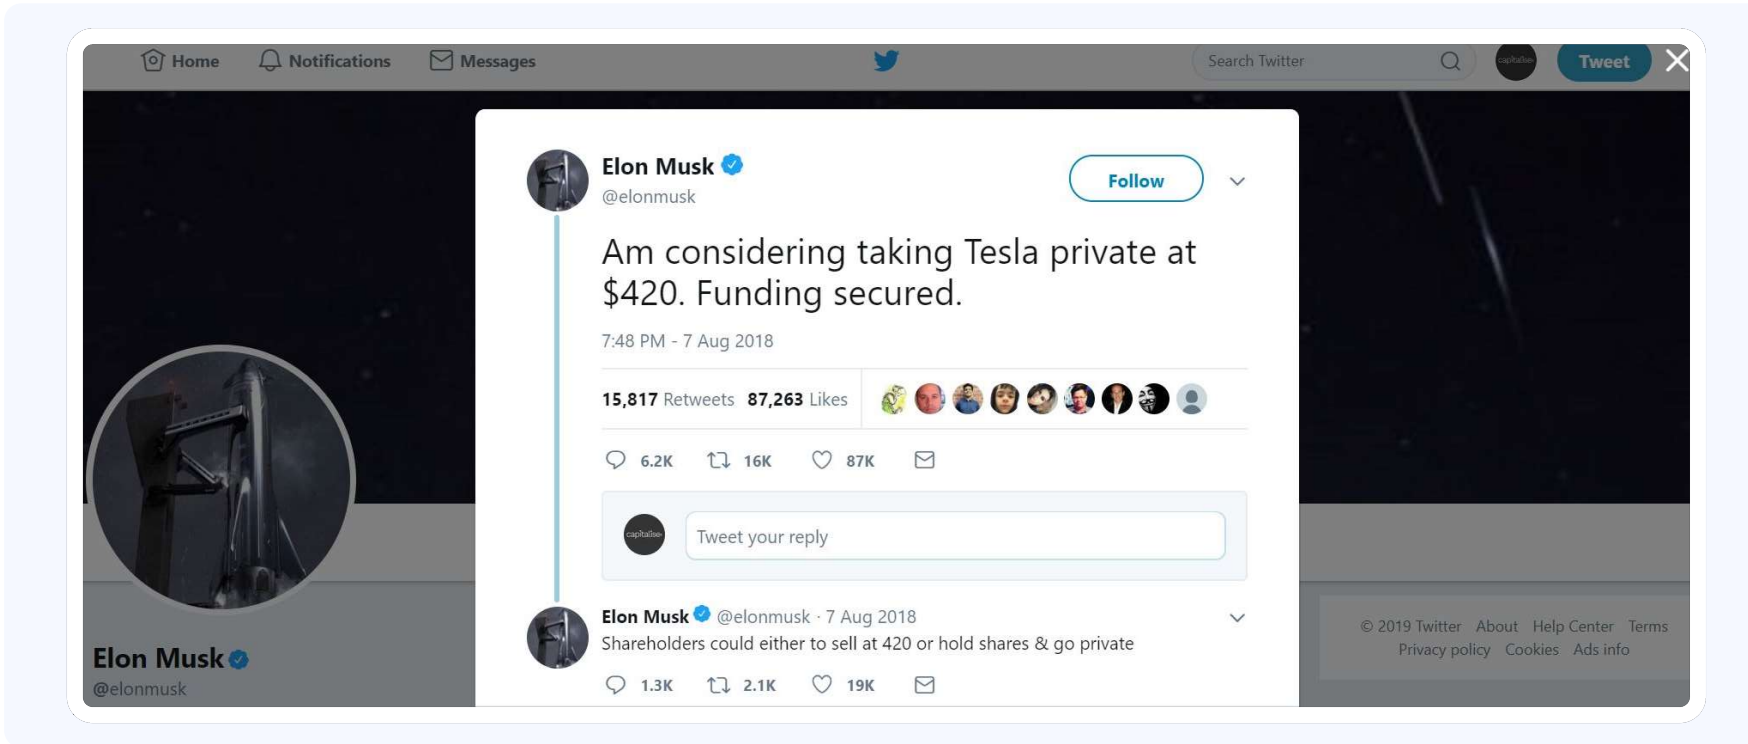 Home Notifications Messages Search Twitter capitalise Tweet
Elon Musk
@elonmusk
Follow
Am considering taking Tesla private at
$420. Funding secured.
7:48 PM - 7 Aug 2018
15,817 Retweets 87,263 Likes
6.2K 16K 87K
capitalise
Tweet your reply
Elon Musk @elonmusk · 7 Aug 2018
Shareholders could either to sell at 420 or hold shares & go private
1.3K 2.1K 19K
Elon Musk
@elonmusk
© 2019 Twitter About Help Center Terms
Privacy policy Cookies Ads info